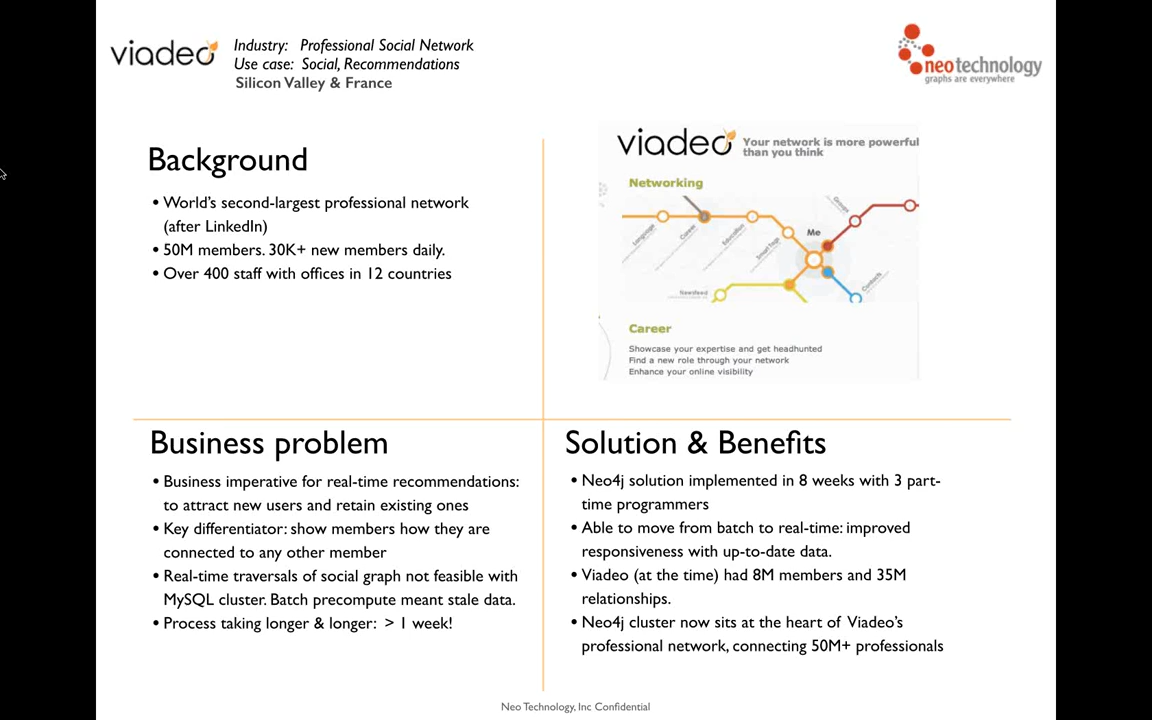 viadeo
Industry: Professional Social Network
Use case: Social, Recommendations
Silicon Valley & France
neotechnology
graphs are everywhere
Background
• World's second-largest professional network
(after LinkedIn)
• 50M members. 30K+ new members daily.
• Over 400 staff with offices in 12 countries
viadeo
Your network is more powerful
than you think
Networking
Language
Career
Education
Smart Tags
Me
Groups
Contacts
Newsfeed
Career
Showcase your expertise and get headhunted
Find a new role through your network
Enhance your online visibility
Business problem
• Business imperative for real-time recommendations:
to attract new users and retain existing ones
• Key differentiator: show members how they are
connected to any other member
• Real-time traversals of social graph not feasible with
MySQL cluster. Batch precompute meant stale data.
• Process taking longer & longer: > 1 week!
Solution & Benefits
• Neo4j solution implemented in 8 weeks with 3 part-
time programmers
• Able to move from batch to real-time: improved
responsiveness with up-to-date data.
• Viadeo (at the time) had 8M members and 35M
relationships.
• Neo4j cluster now sits at the heart of Viadeo's
professional network, connecting 50M+ professionals
Neo Technology, Inc Confidential